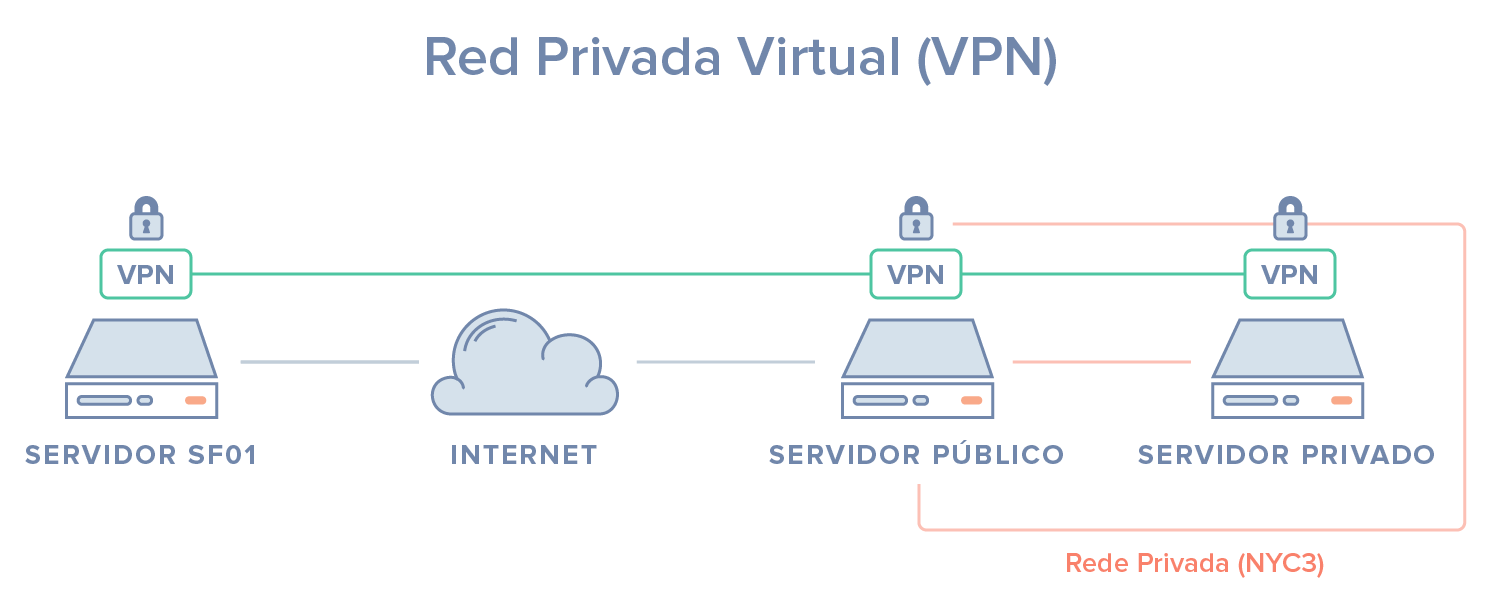 Red Privada Virtual (VPN)
VPN
VPN
VPN
SERVIDOR SF01
INTERNET
SERVIDOR PÚBLICO
SERVIDOR PRIVADO
Rede Privada (NYC3)